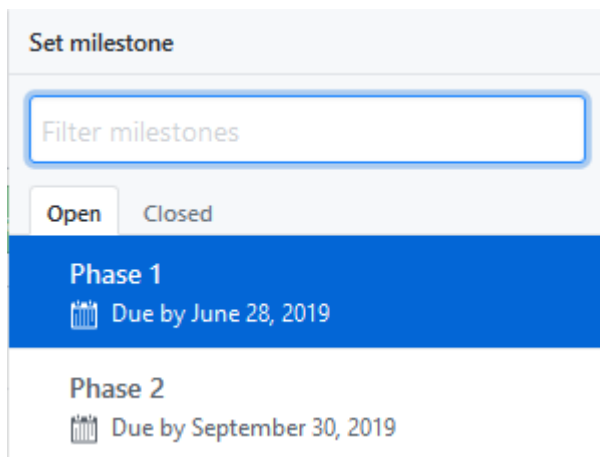 Set milestone
Filter milestones
Open Closed
Phase 1
Due by June 28, 2019
Phase 2
Due by September 30, 2019